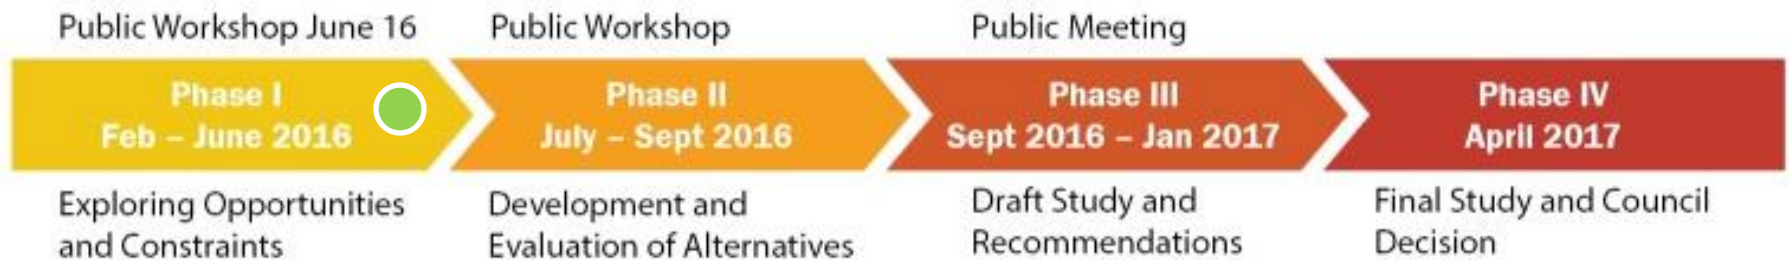 Public Workshop June 16
Public Workshop
Public Meeting
Phase I
Feb – June 2016
Phase II
July – Sept 2016
Phase III
Sept 2016 – Jan 2017
Phase IV
April 2017
Exploring Opportunities
and Constraints
Development and
Evaluation of Alternatives
Draft Study and
Recommendations
Final Study and Council
Decision